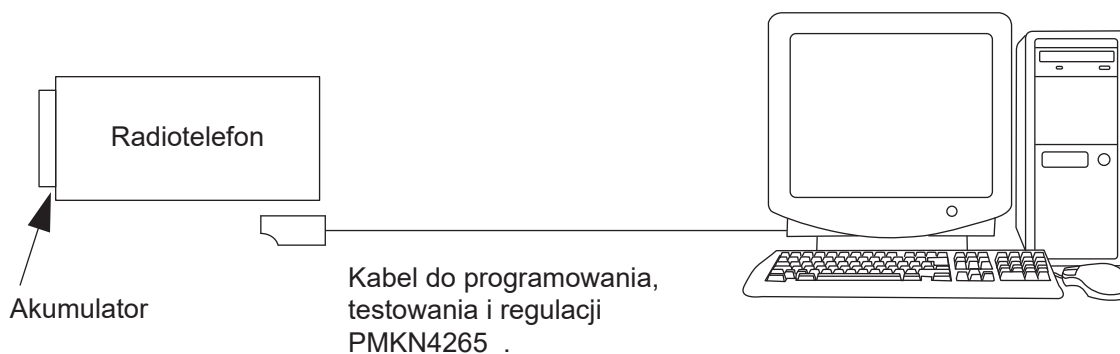 Radiotelefon
Akumulator
Kabel do programowania,
testowania i regulacji
PMKN4265 .